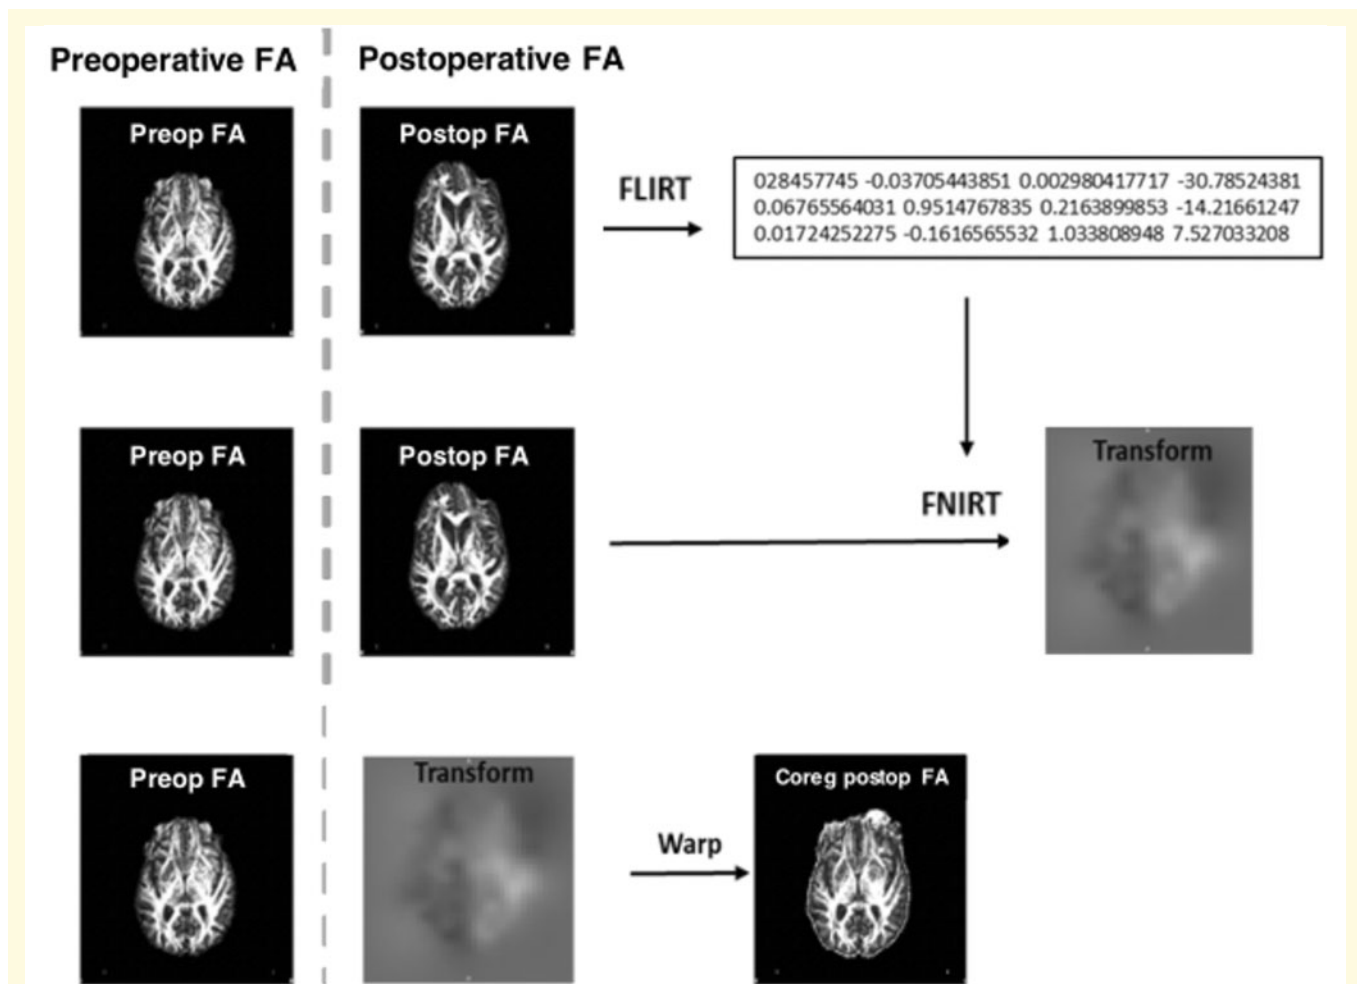 Preoperative FA
Postoperative FA
Preop FA
Postop FA
FLIRT
028457745 -0.03705443851 0.002980417717 -30.78524381
0.06765564031 0.9514767835 0.2163899853 -14.21661247
0.01724252275 -0.1616565532 1.033808948 7.527033208
Preop FA
Postop FA
FNIRT
Transform
Preop FA
Transform
Warp
Coreg postop FA